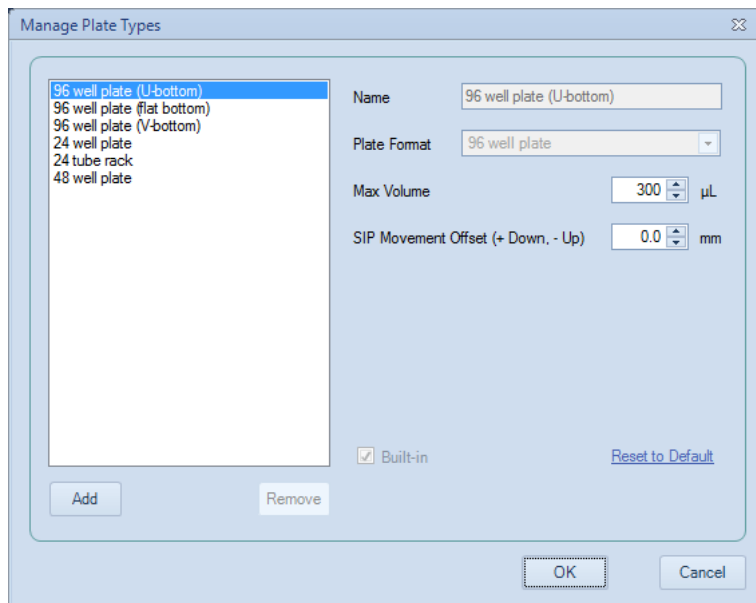 Manage Plate Types
96 well plate (U-bottom)
96 well plate (flat bottom)
96 well plate (V-bottom)
24 well plate
24 tube rack
48 well plate
Name 96 well plate (U-bottom)
Plate Format 96 well plate
Max Volume 300 µL
SIP Movement Offset (+ Down, - Up) 0.0 mm
Built-in Reset to Default
Add Remove
OK Cancel